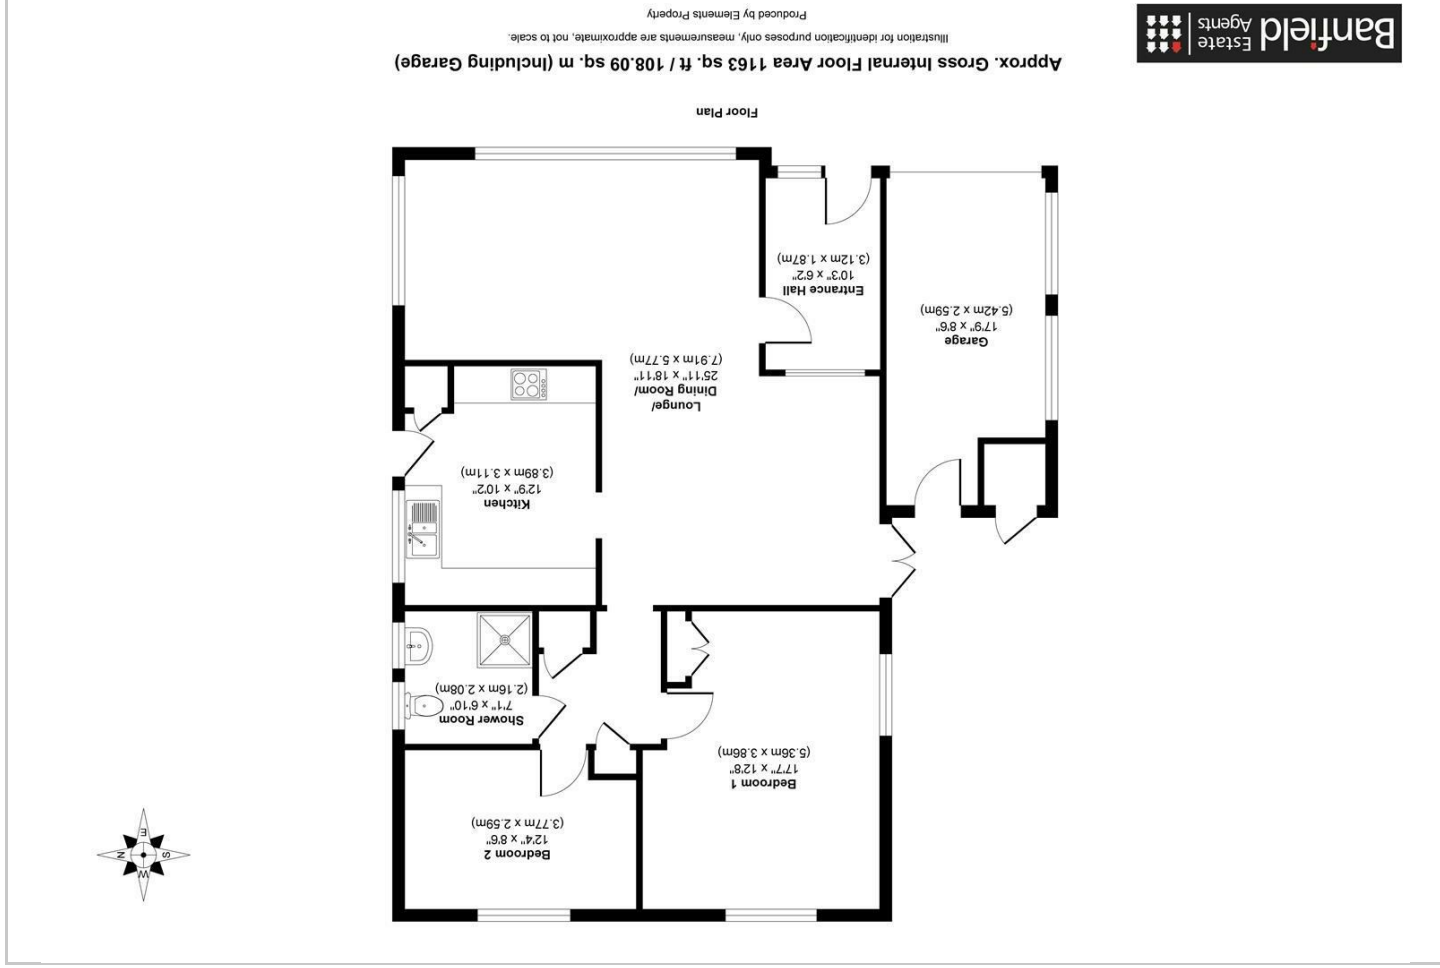 W
S N
E
Bedroom 2
12'4" x 8'6"
(3.77m x 2.59m)
Bedroom 1
17'7" x 12'8"
(5.36m x 3.86m)
Shower Room
7'1" x 6'10"
(2.16m x 2.08m)
Kitchen
12'9" x 10'2"
(3.89m x 3.11m)
Lounge/
Dining Room/
25'11" x 18'11"
(7.91m x 5.77m)
Garage
17'9" x 8'6"
(5.42m x 2.59m)
Entrance Hall
10'3" x 6'2"
(3.12m x 1.87m)
Floor Plan
Approx. Gross Internal Floor Area 1163 sq. ft / 108.09 sq. m (Including Garage)
Illustration for identification purposes only, measurements are approximate, not to scale.
Produced by Elements Property
Banfield
Estate
Agents